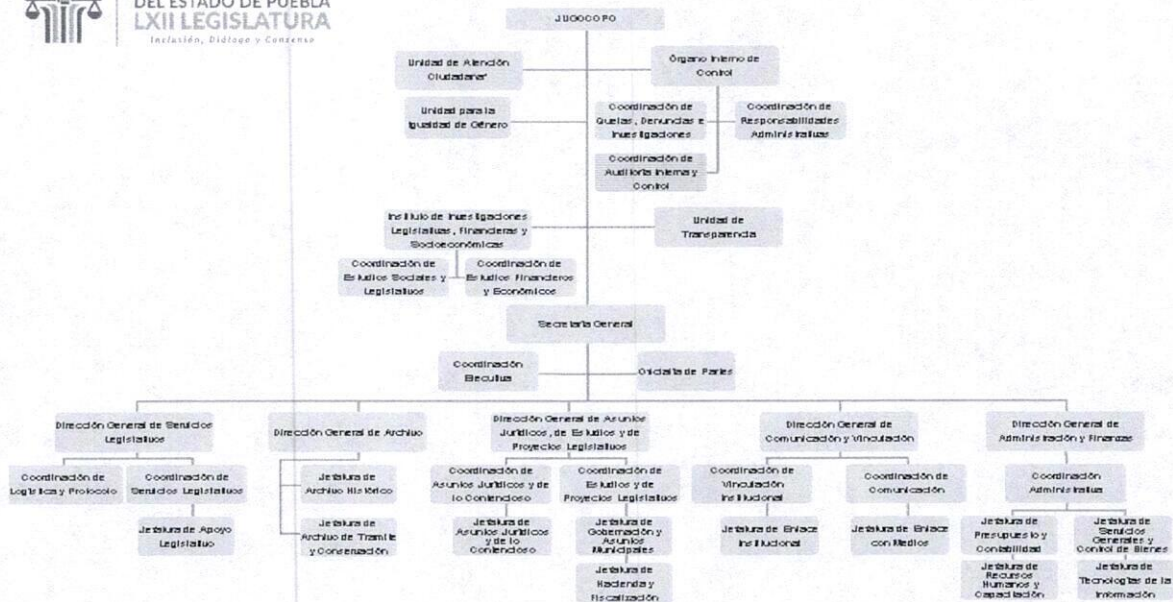 DEL ESTADO DE PUEBLA
LXII LEGISLATURA
Inclusión, Diálogo y Consenso
JUGOCOPO
Unidad de Atención
Ciudadana
Órgano Interno de
Control
Unidad para la
Igualdad de Género
Coordinación de
Quejas, Denuncias e
Investigaciones
Coordinación de
Responsabilidades
Administrativas
Coordinación de
Auditoría Interna y
Control
Instituto de Investigaciones
Legislativas, Financieras y
Socioeconómicas
Unidad de
Transparencia
Coordinación de
Estudios Sociales y
Legislativos
Coordinación de
Estudios Financieros
y Económicos
Secretaría General
Coordinación
Ejecutiva
Oficialía de Partes
Dirección General de Servicios
Legislativos
Dirección General de Archivo
Dirección General de Asuntos
Jurídicos, de Estudios y de
Proyectos Legislativos
Dirección General de
Comunicación y Vinculación
Dirección General de
Administración y Finanzas
Coordinación de
Logística y Protocolo
Coordinación de
Servicios Legislativos
Jefatura de
Archivo Histórico
Coordinación de
Asuntos Jurídicos y de
lo Contencioso
Coordinación de
Estudios y de
Proyectos Legislativos
Coordinación de
Vinculación
Institucional
Coordinación de
Comunicación
Coordinación
Administrativa
Jefatura de Apoyo
Legislativo
Jefatura de
Archivo de Tramite
y Conservación
Jefatura de
Asuntos Jurídicos
y de lo
Contencioso
Jefatura de
Gobernación y
Asuntos
Municipales
Jefatura de Enlace
Institucional
Jefatura de Enlace
con Medios
Jefatura de
Presupuesto y
Contabilidad
Jefatura de
Servicios
Generales y
Control de Bienes
Jefatura de
Hacienda y
Fiscalización
Jefatura de
Recursos
Humanos y
Capacitación
Jefatura de
Tecnologías de la
Información